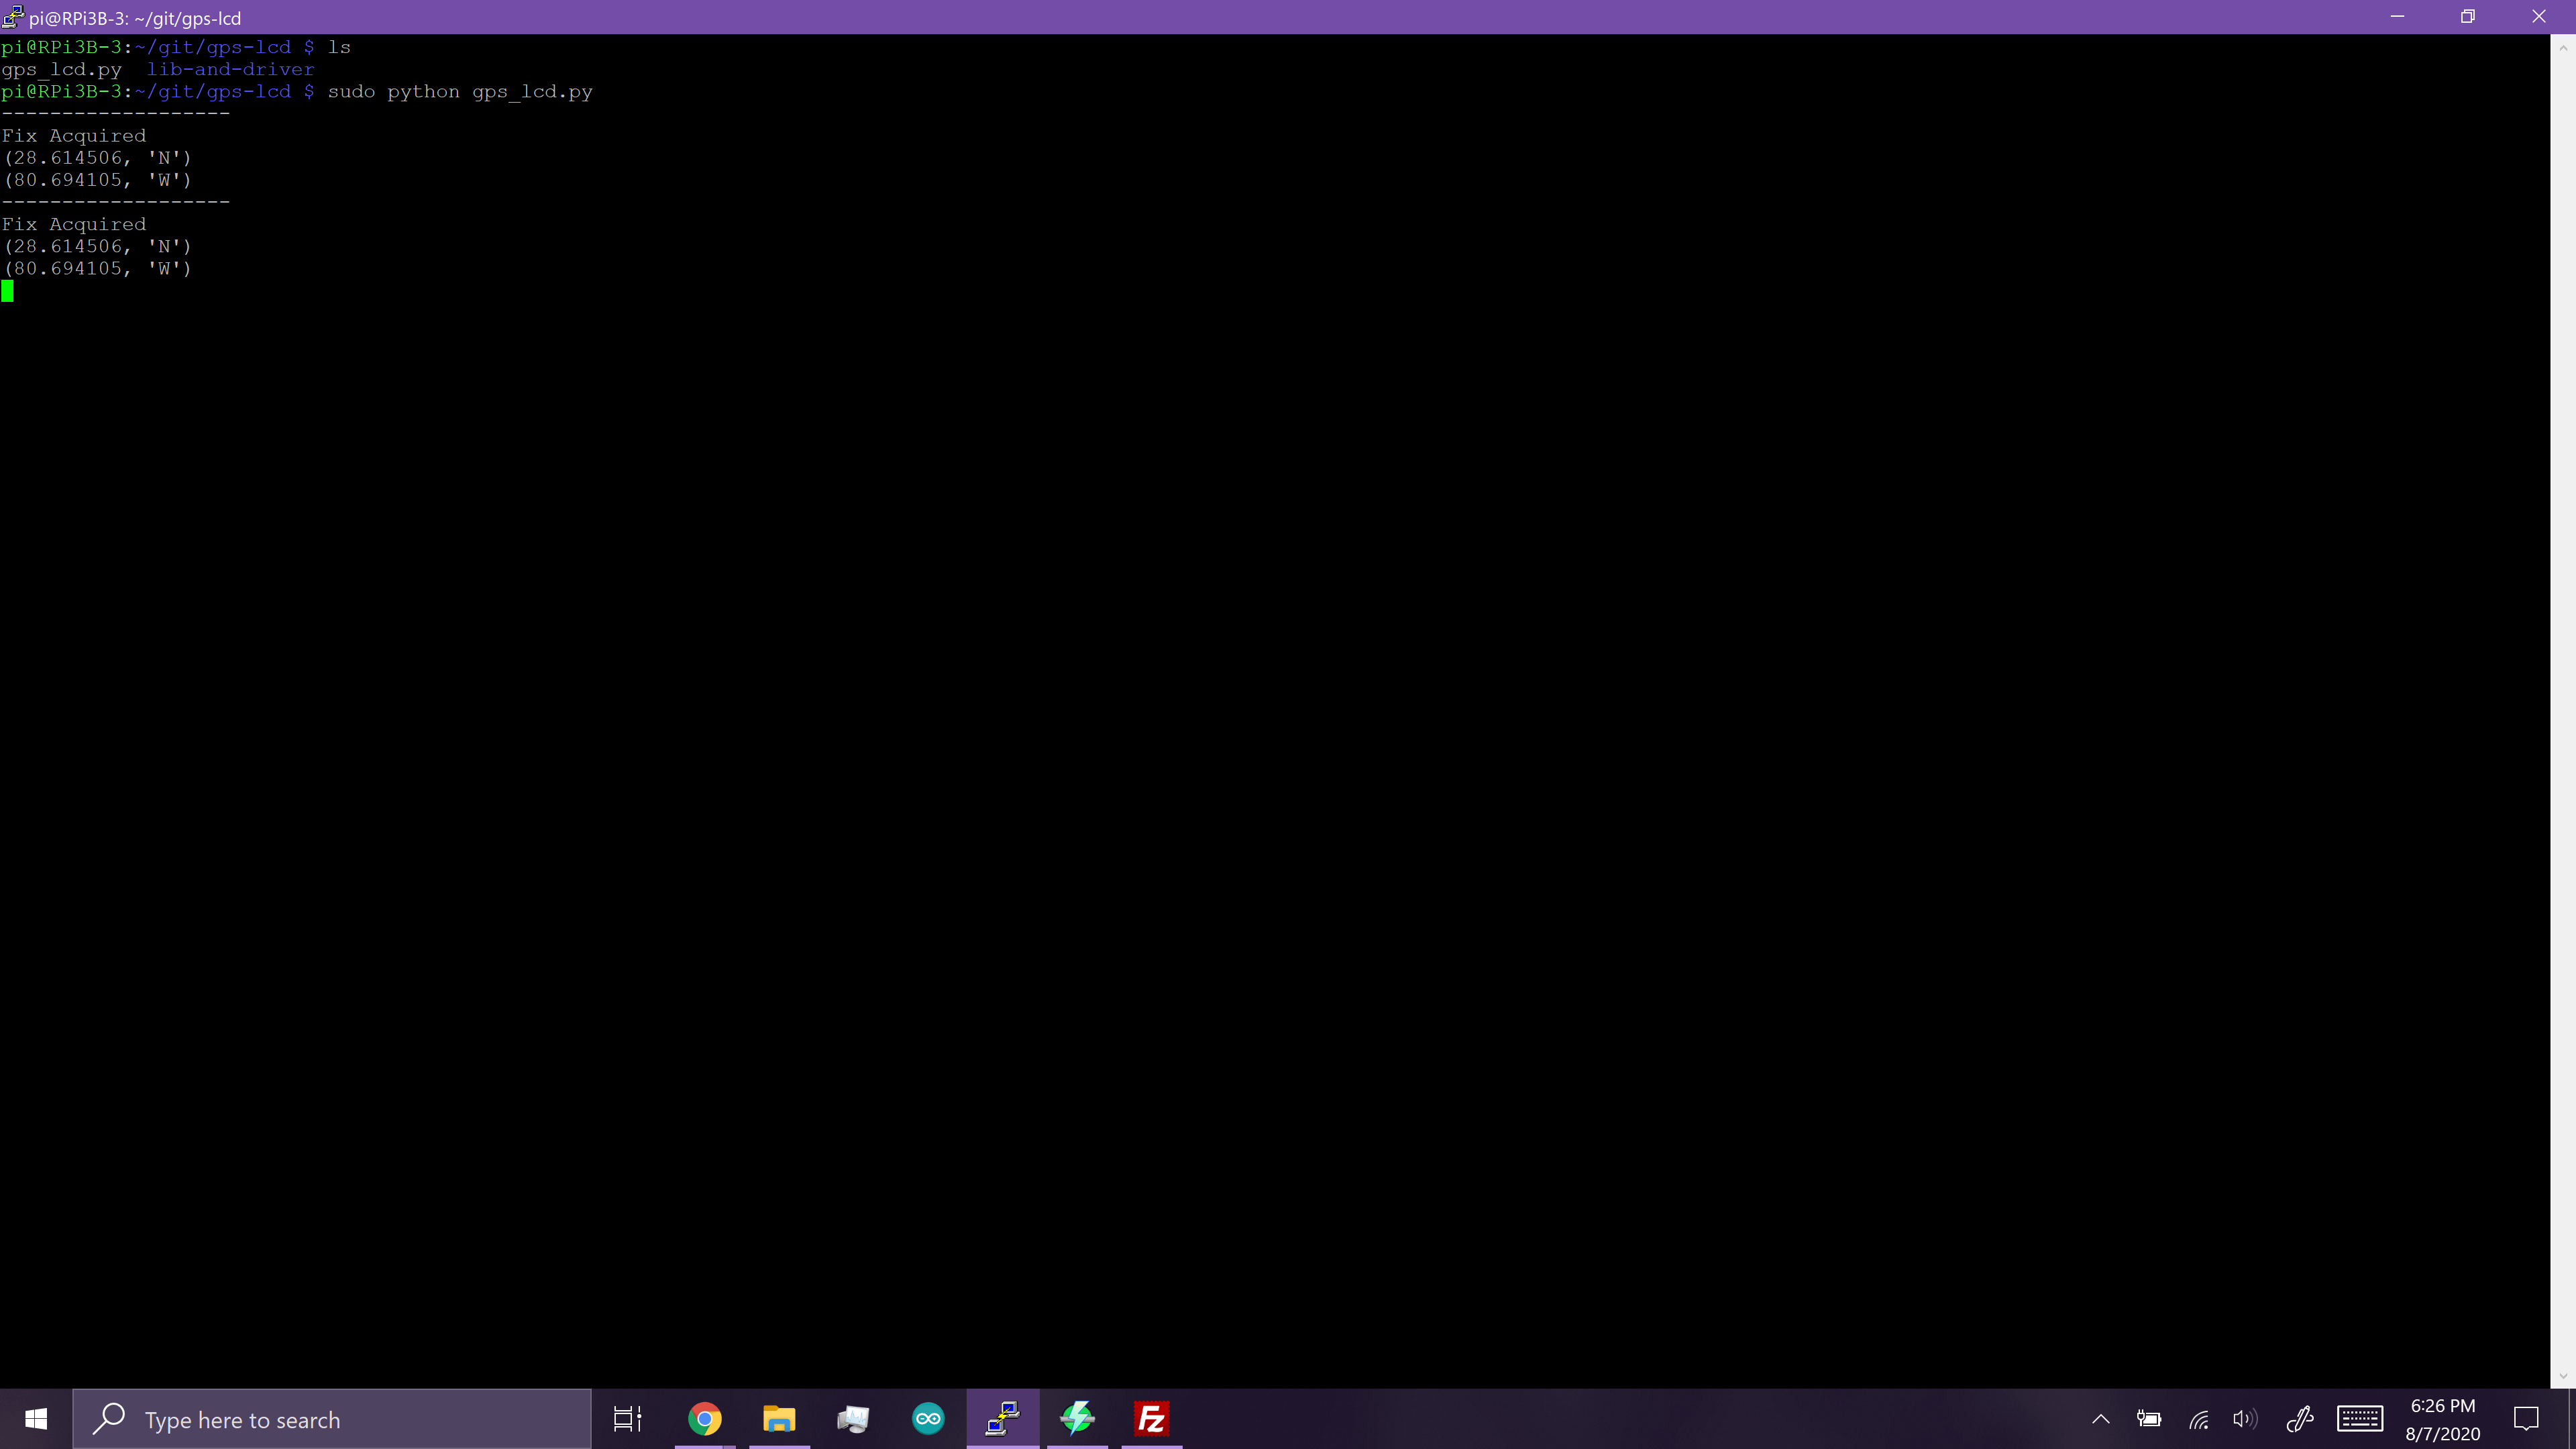 pi@RPi3B-3: ~/git/gps-lcd
pi@RPi3B-3:~/git/gps-lcd $ ls
gps_lcd.py  lib-and-driver
pi@RPi3B-3:~/git/gps-lcd $ sudo python gps_lcd.py
-------------------
Fix Acquired
(28.614506, 'N')
(80.694105, 'W')
-------------------
Fix Acquired
(28.614506, 'N')
(80.694105, 'W')
Type here to search
Fz
6:26 PM
8/7/2020